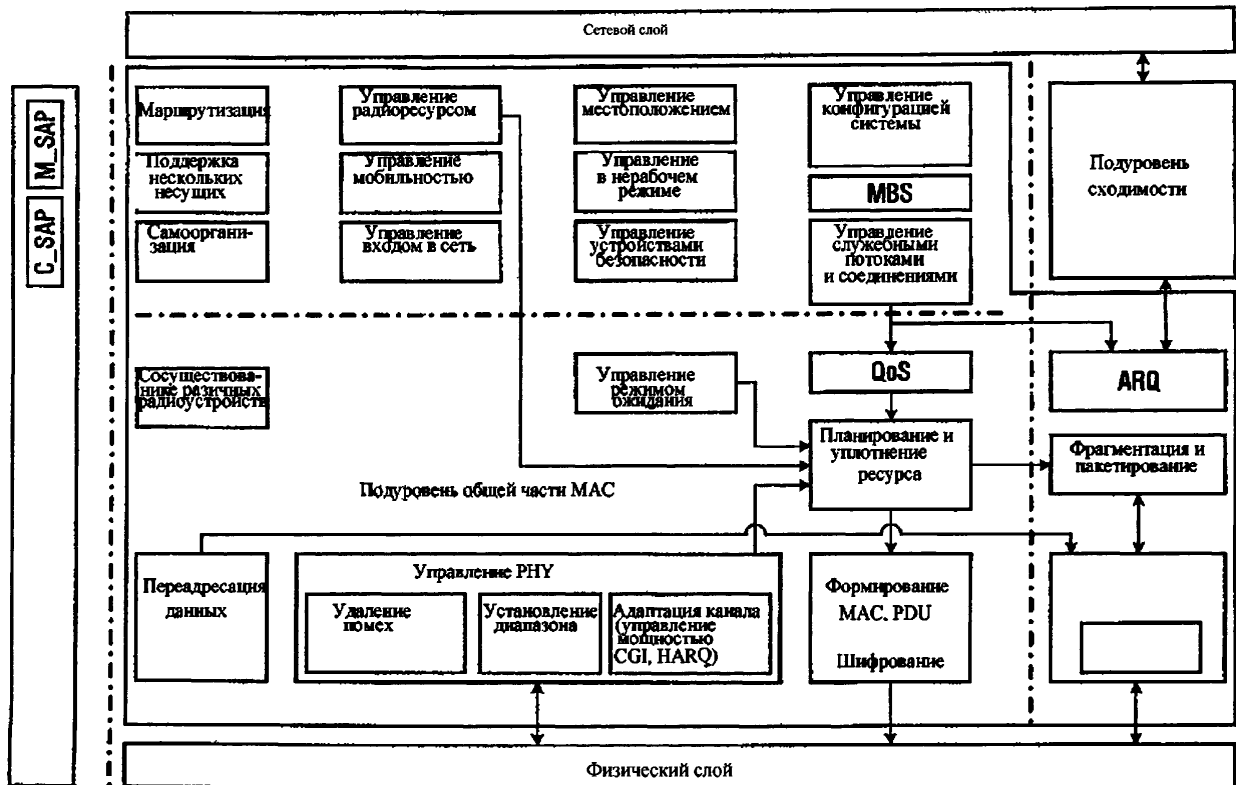 Сетевой слой
M_SAP
C_SAP
Маршрутизация
Управление
радиоресурсом
Управление
местоположением
Управление
конфигурацией
системы
Поддержка
нескольких
несущих
Управление
мобильностью
Управление
в нерабочем
режиме
MBS
Подуровень
сходимости
Самооргани-
зация
Управление
входом в сеть
Управление
устройствами
безопасности
Управление
служебными
потоками
и соединениями
Сосуществова-
нике разичных
радиоустройств
Управление
режимом
ожидания
QoS
ARQ
Планирование и
уплотнение
ресурса
Фрагментация и
пакетирование
Подуровень общей части MAC
Переадресация
данных
Управление PHY
Удаление
помех
Установление
диапазона
Адаптация канала
(управление
мощностью
CGI, HARQ)
Формирование
MAC, PDU
Шифрование
Физический слой